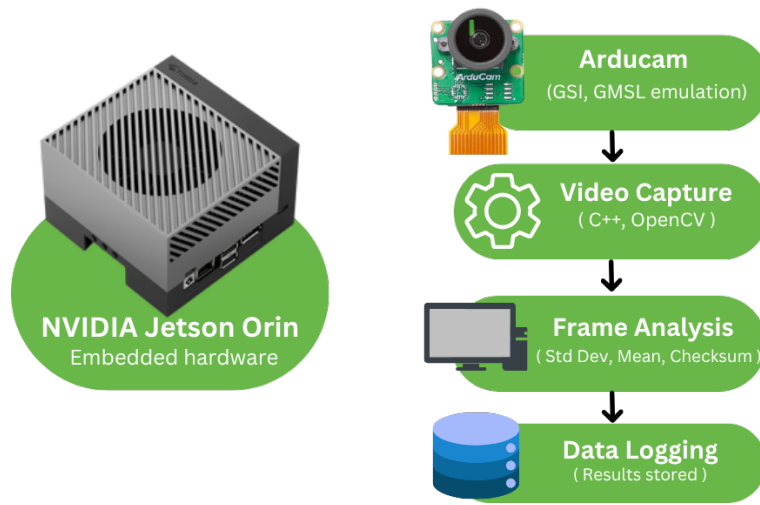 NVIDIA Jetson Orin
Embedded hardware
ArduCam
Arducam
(GSI, GMSL emulation)
Video Capture
( C++, OpenCV )
Frame Analysis
( Std Dev, Mean, Checksum )
Data Logging
( Results stored )